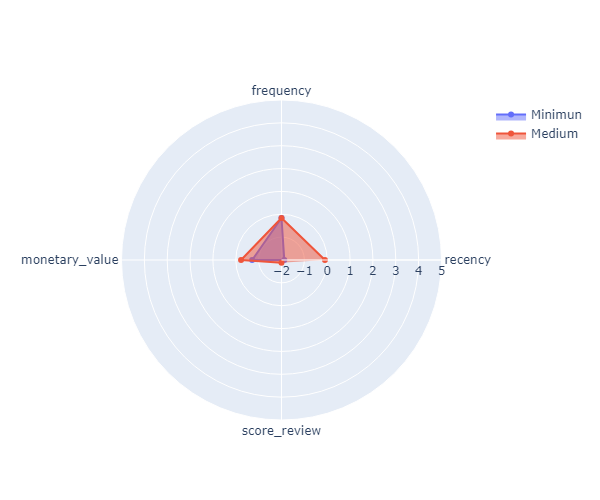 frequency
Minimun
Medium
monetary_value
recency
−2 −1 0 1 2 3 4 5
score_review